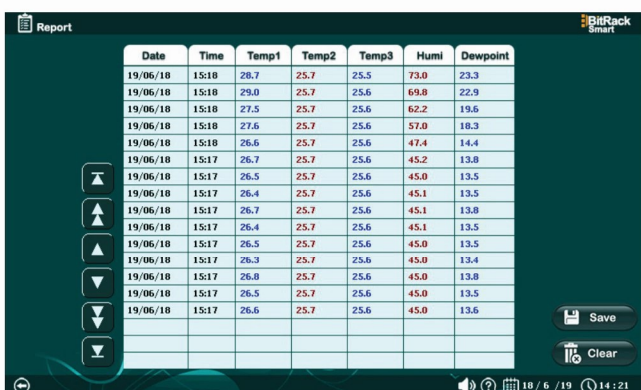 Report
BitRack
Smart
Date Time Temp1 Temp2 Temp3 Humi Dewpoint
19/06/18 15:18 28.7 25.7 25.5 73.0 23.3
19/06/18 15:18 29.0 25.7 25.6 69.8 22.9
19/06/18 15:18 27.5 25.7 25.6 62.2 19.6
19/06/18 15:18 27.6 25.7 25.6 57.0 18.3
19/06/18 15:18 26.6 25.7 25.6 47.4 14.4
19/06/18 15:17 26.7 25.7 25.6 45.2 13.8
19/06/18 15:17 26.5 25.7 25.6 45.0 13.5
19/06/18 15:17 26.4 25.7 25.6 45.1 13.5
19/06/18 15:17 26.7 25.7 25.6 45.1 13.8
19/06/18 15:17 26.4 25.7 25.6 45.1 13.5
19/06/18 15:17 26.5 25.7 25.6 45.0 13.5
19/06/18 15:17 26.3 25.7 25.6 45.0 13.4
19/06/18 15:17 26.8 25.7 25.6 45.0 13.8
19/06/18 15:17 26.5 25.7 25.6 45.0 13.5
19/06/18 15:17 26.6 25.7 25.6 45.0 13.6
Save
Clear
? 18/6/19 14:21